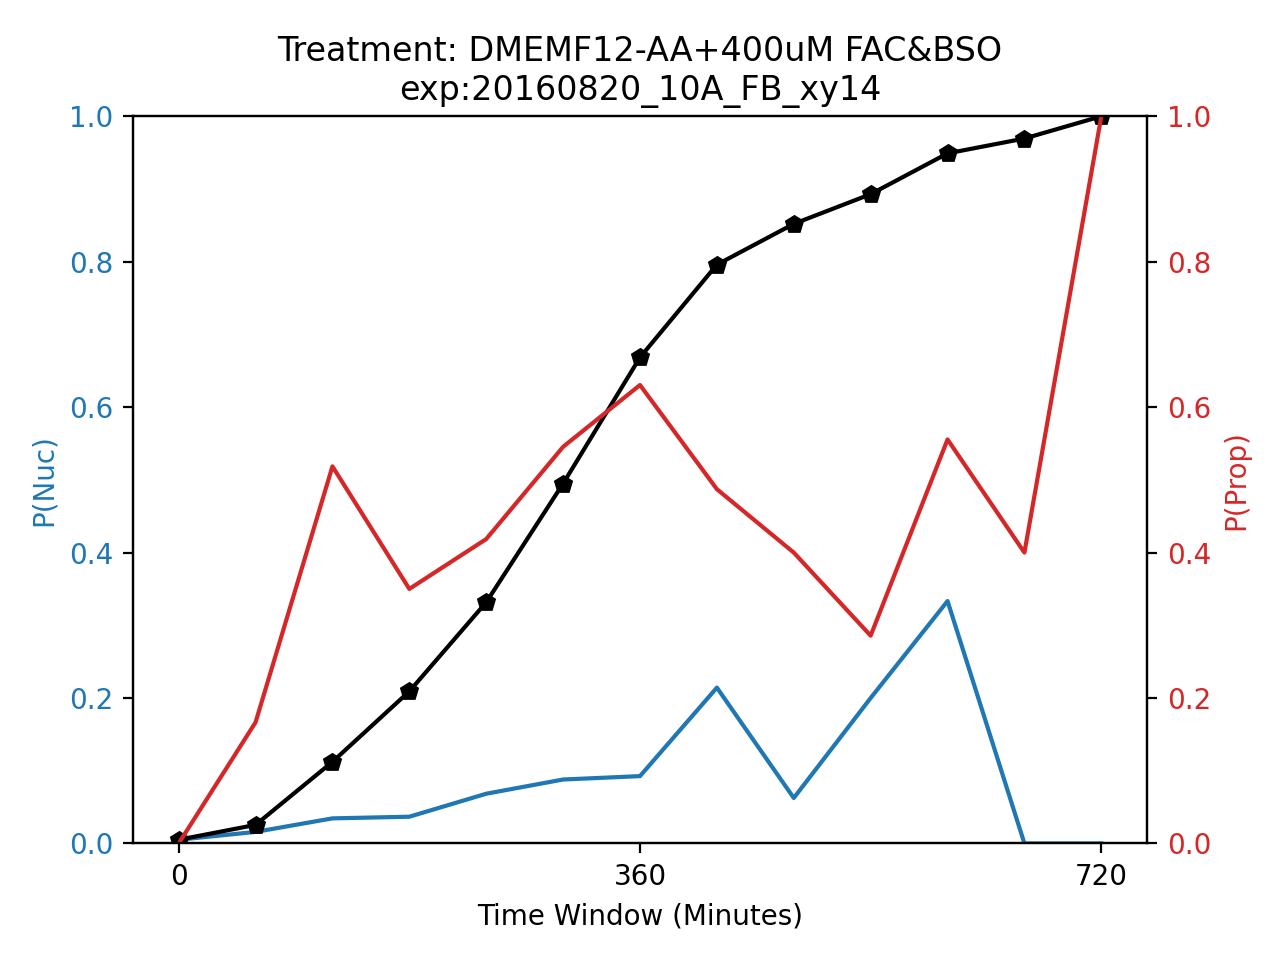 Treatment: DMEMF12-AA+400uM FAC&BSO
exp:20160820_10A_FB_xy14
1.0
0.8
0.6
0.4
0.2
0.0
P(Nuc)
1.0
0.8
0.6
0.4
0.2
0.0
P(Prop)
0 360 720
Time Window (Minutes)